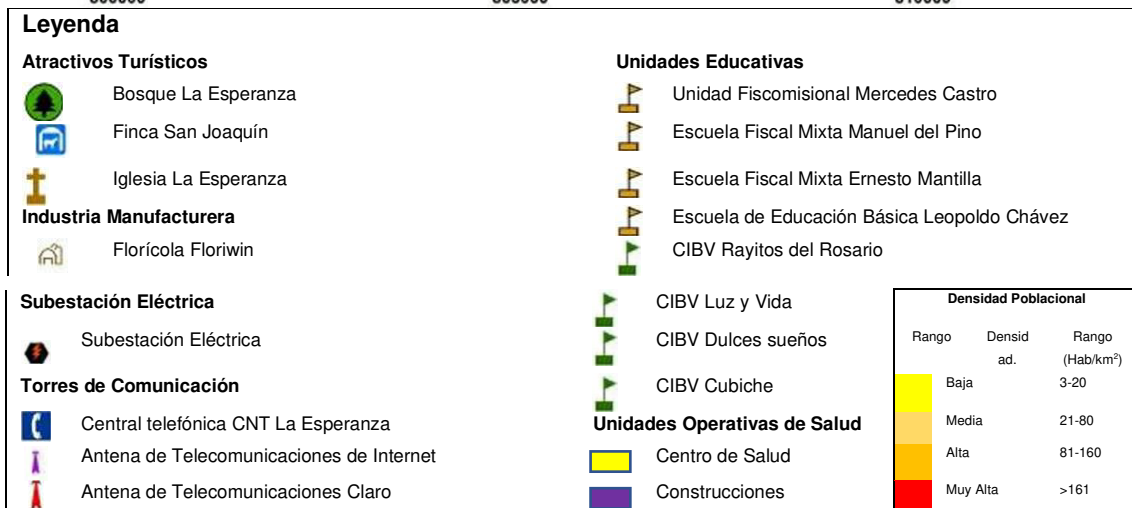 Leyenda
Atractivos Turísticos
Bosque La Esperanza
Finca San Joaquín
Iglesia La Esperanza
Industria Manufacturera
Florícola Floriwin
Subestación Eléctrica
Subestación Eléctrica
Torres de Comunicación
Central telefónica CNT La Esperanza
Antena de Telecomunicaciones de Internet
Antena de Telecomunicaciones Claro
Unidades Educativas
Unidad Fiscomisional Mercedes Castro
Escuela Fiscal Mixta Manuel del Pino
Escuela Fiscal Mixta Ernesto Mantilla
Escuela de Educación Básica Leopoldo Chávez
CIBV Rayitos del Rosario
CIBV Luz y Vida
CIBV Dulces sueños
CIBV Cubiche
Unidades Operativas de Salud
Centro de Salud
Construcciones
Densidad Poblacional
Rango Densid Rango
ad. (Hab/km²)
Baja 3-20
Media 21-80
Alta 81-160
Muy Alta >161